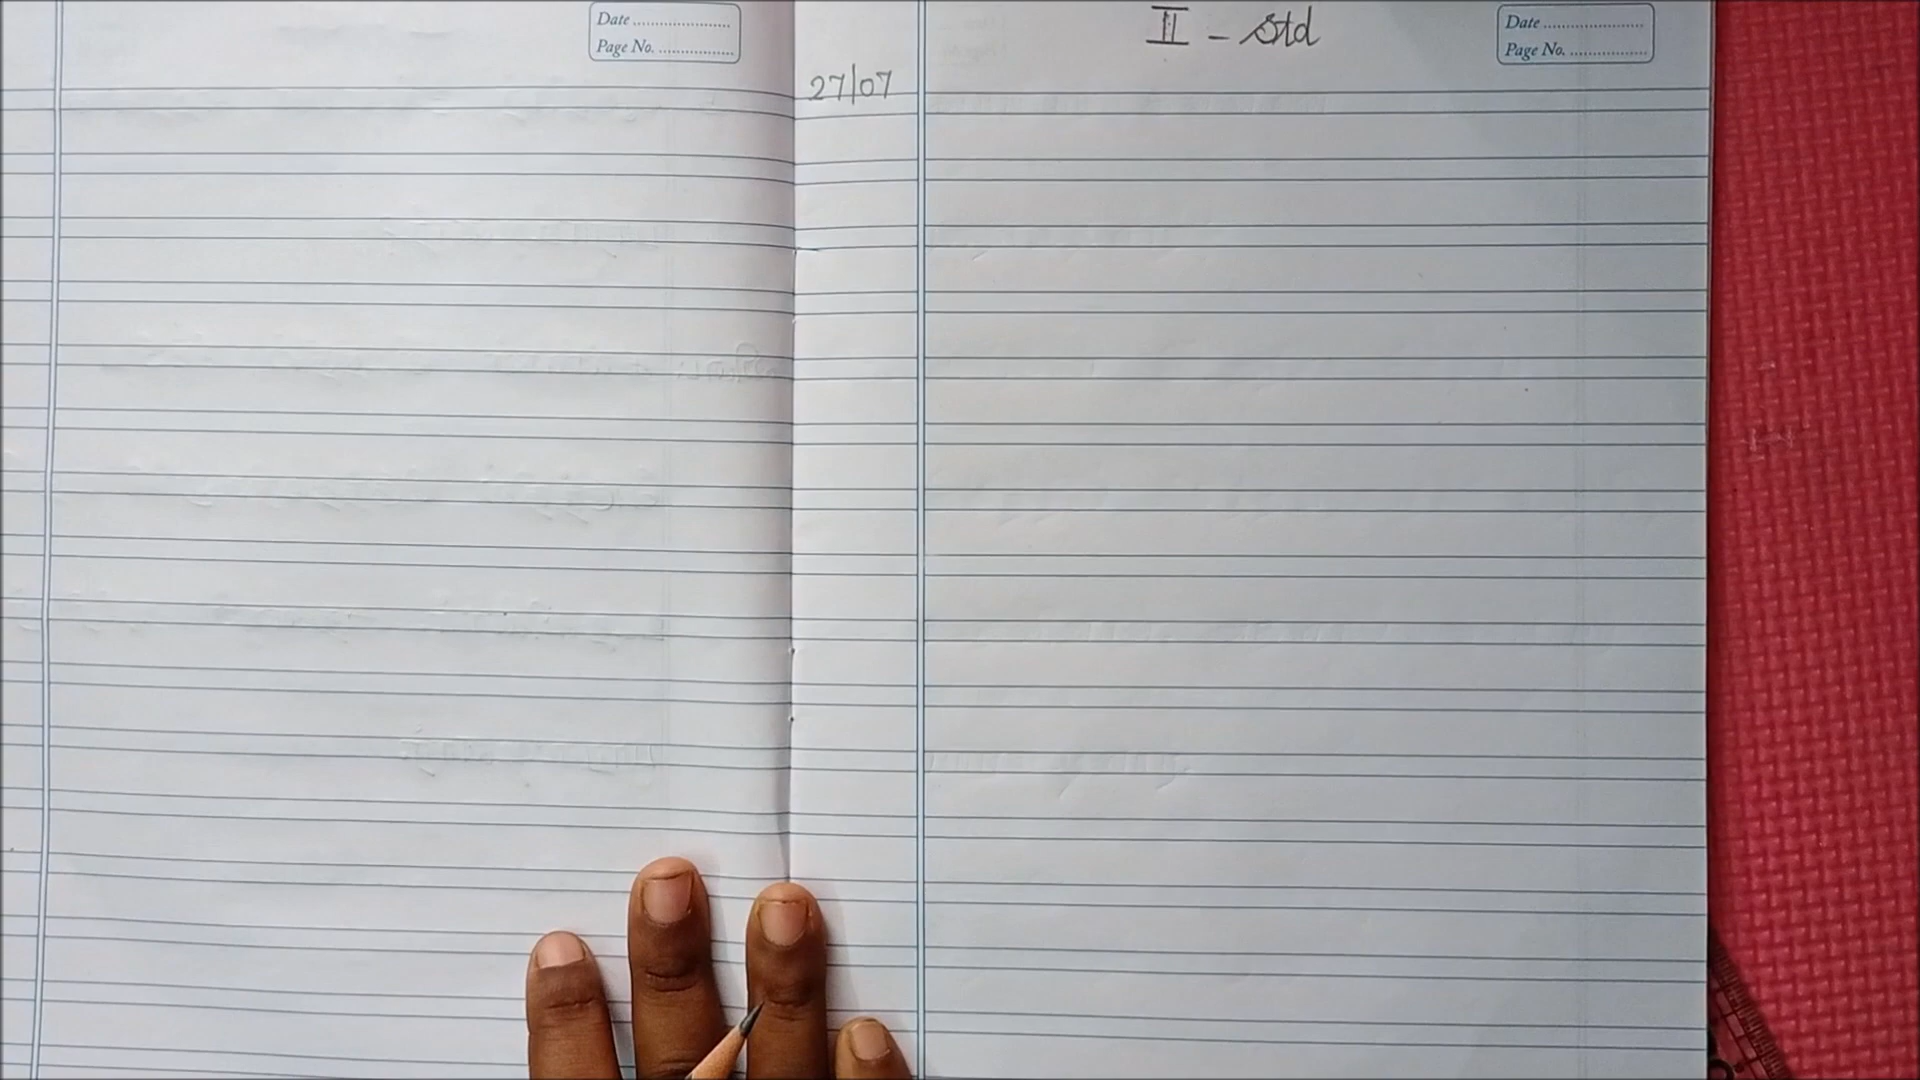 Date ........................
Page No. ...................
II - Std
Date ........................
Page No. ...................
27/07